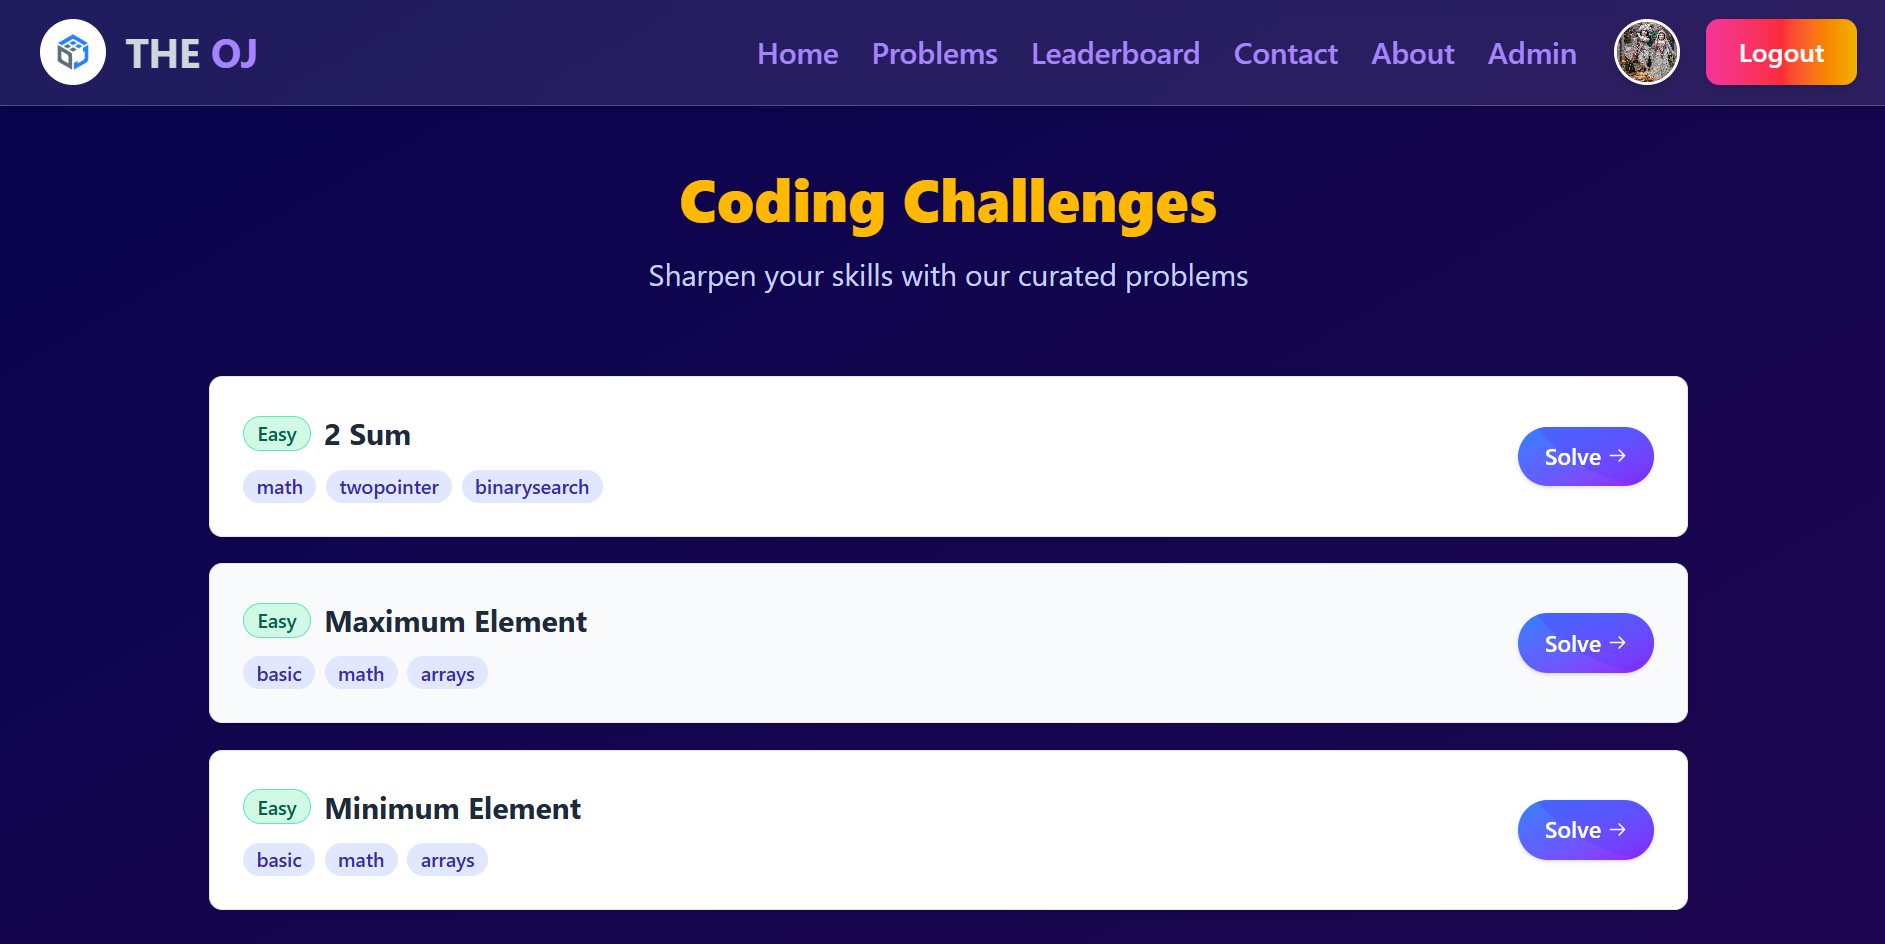 THE OJ
Home Problems Leaderboard Contact About Admin Logout
Coding Challenges
Sharpen your skills with our curated problems
Easy 2 Sum
math twopointer binarysearch
Solve →
Easy Maximum Element
basic math arrays
Solve →
Easy Minimum Element
basic math arrays
Solve →